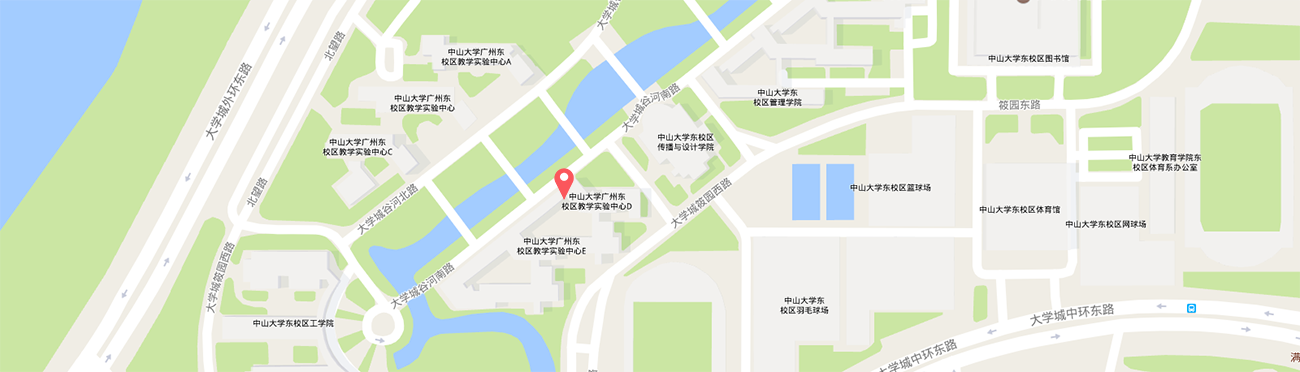 大学城谷河北路
中山大学东校区图书馆
北望路
大学城外环东路
中山大学广州东
校区教学实验中心A
中山大学广州东
校区教学实验中心
中山大学广州东
校区教学实验中心C
大学城谷河南路
中山大学东
校区管理学院
筱园东路
中山大学东校区
传播与设计学院
中山大学教育学院东
校区体育系办公室
中山大学东校区篮球场
北望路
中山大学广州东
校区教学实验中心D
大学城筱园西路
中山大学东校区体育馆
中山大学东校区网球场
中山大学广州东
校区教学实验中心E
大学城筱园西路
大学城谷河南路
中山大学东
校区羽毛球场
中山大学东校区工学院
大学城中环东路
大学城中环东路
满